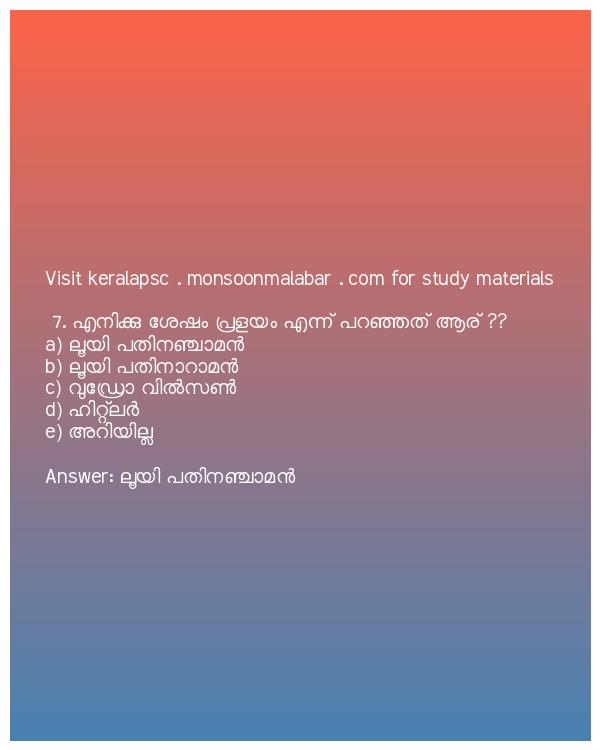 Visit keralapsc . monsoonmalabar . com for study materials
7. എനിക്കു ശേഷം പ്രളയം എന്ന് പറഞ്ഞത് ആര് ??
a) ലൂയി പതിനഞ്ചാമൻ
b) ലൂയി പതിനാറാമൻ
c) വുഡ്രോ വിൽസൺ
d) ഹിറ്റ്ലർ
e) അറിയില്ല
Answer: ലൂയി പതിനഞ്ചാമൻ